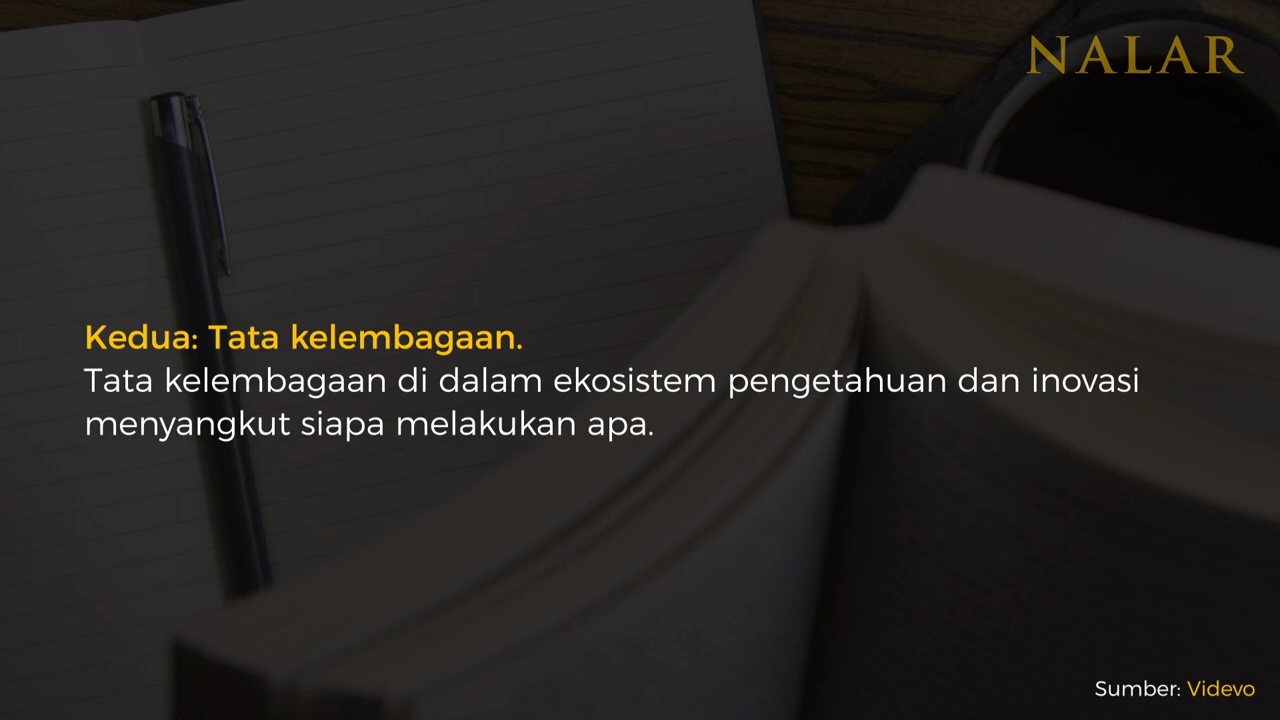 NALAR
Kedua: Tata kelembagaan.
Tata kelembagaan di dalam ekosistem pengetahuan dan inovasi
menyangkut siapa melakukan apa.
Sumber: Videvo